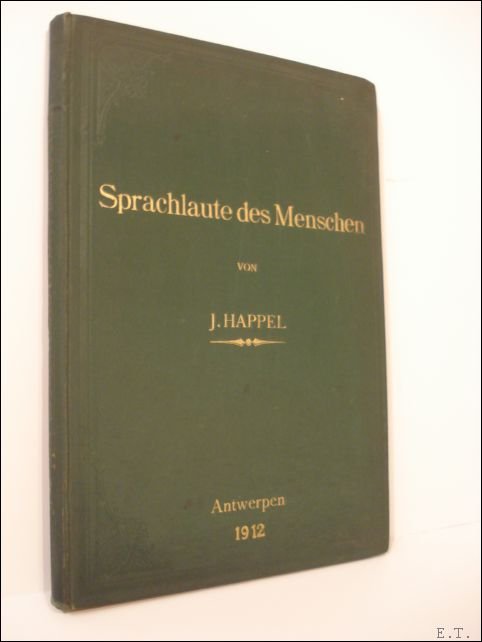 Sprachlaute des Menschen
VON
J. HAPPEL
Antwerpen
1912
E.T.